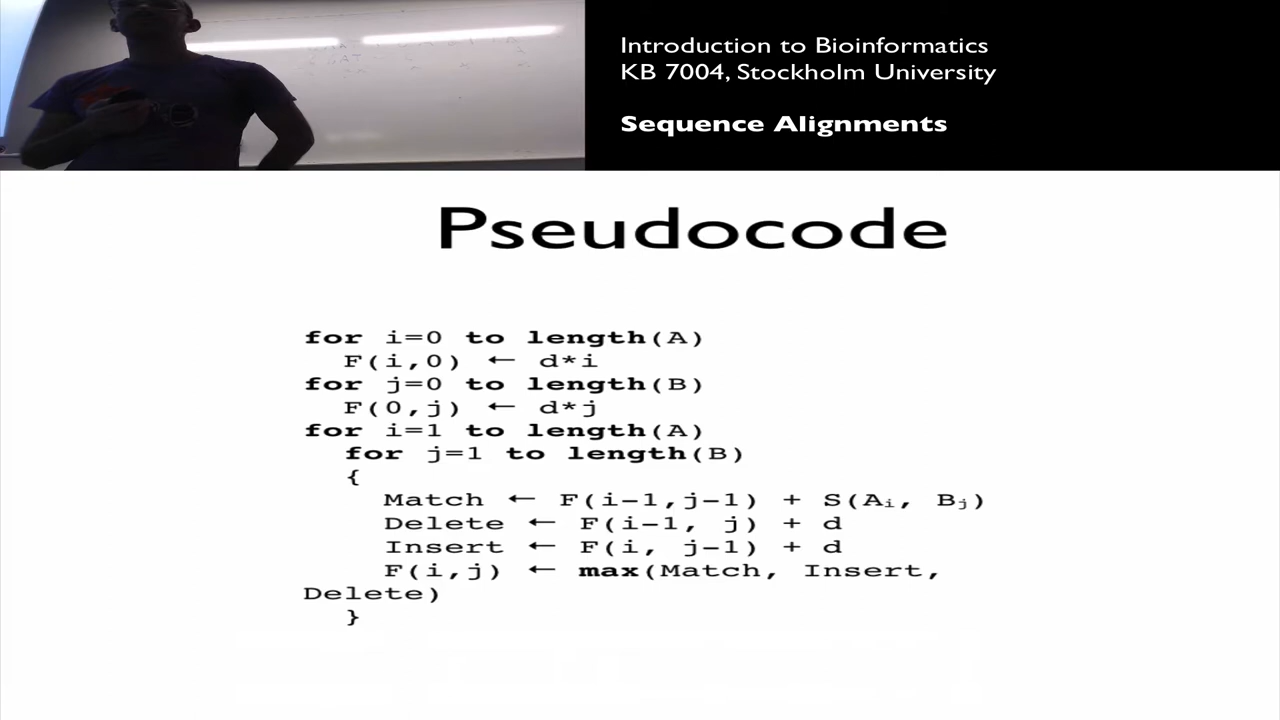 Introduction to Bioinformatics
KB 7004, Stockholm University
Sequence Alignments
Pseudocode
for i=0 to length(A)
F(i,0) ← d*i
for j=0 to length(B)
F(0,j) ← d*j
for i=1 to length(A)
for j=1 to length(B)
{
Match ← F(i−1,j−1) + S(Aᵢ, Bⱼ)
Delete ← F(i−1, j) + d
Insert ← F(i, j−1) + d
F(i,j) ← max(Match, Insert,
Delete)
}